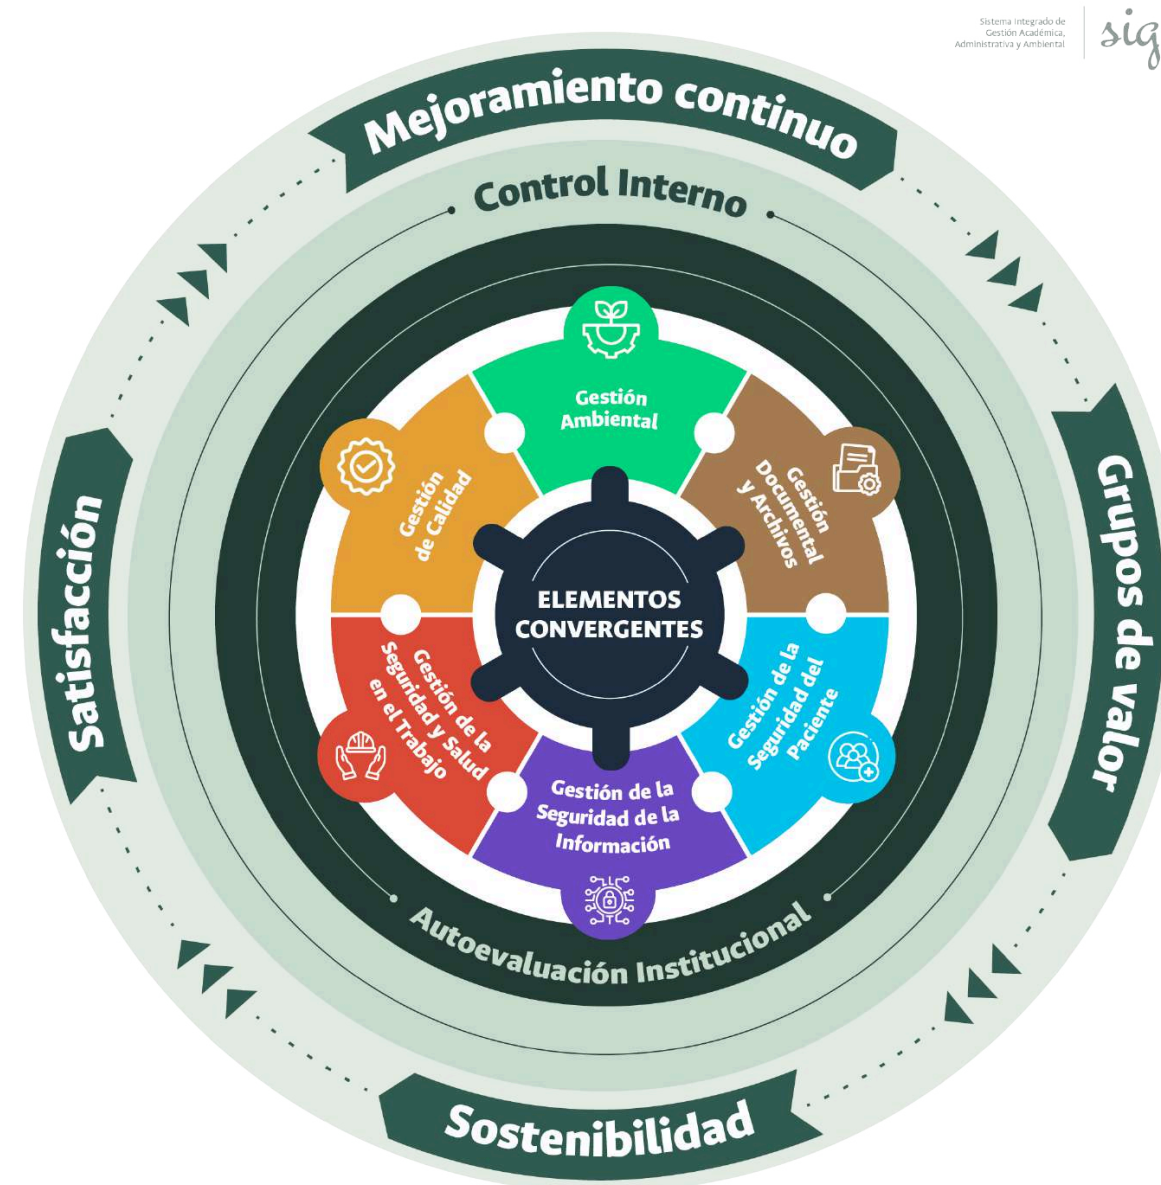 Sistema Integrado de
Gestión Académica,
Administrativa y Ambiental
sig
Mejoramiento continuo
Control Interno
Gestión
Ambiental
Gestión
Documental
y Archivos
Gestión
de Calidad
Grupos de valor
Satisfacción
ELEMENTOS
CONVERGENTES
Gestión de la
Seguridad y Salud
en el Trabajo
Gestión de la
Seguridad del
Paciente
Gestión de la
Seguridad de la
Información
Autoevaluación Institucional
Sostenibilidad